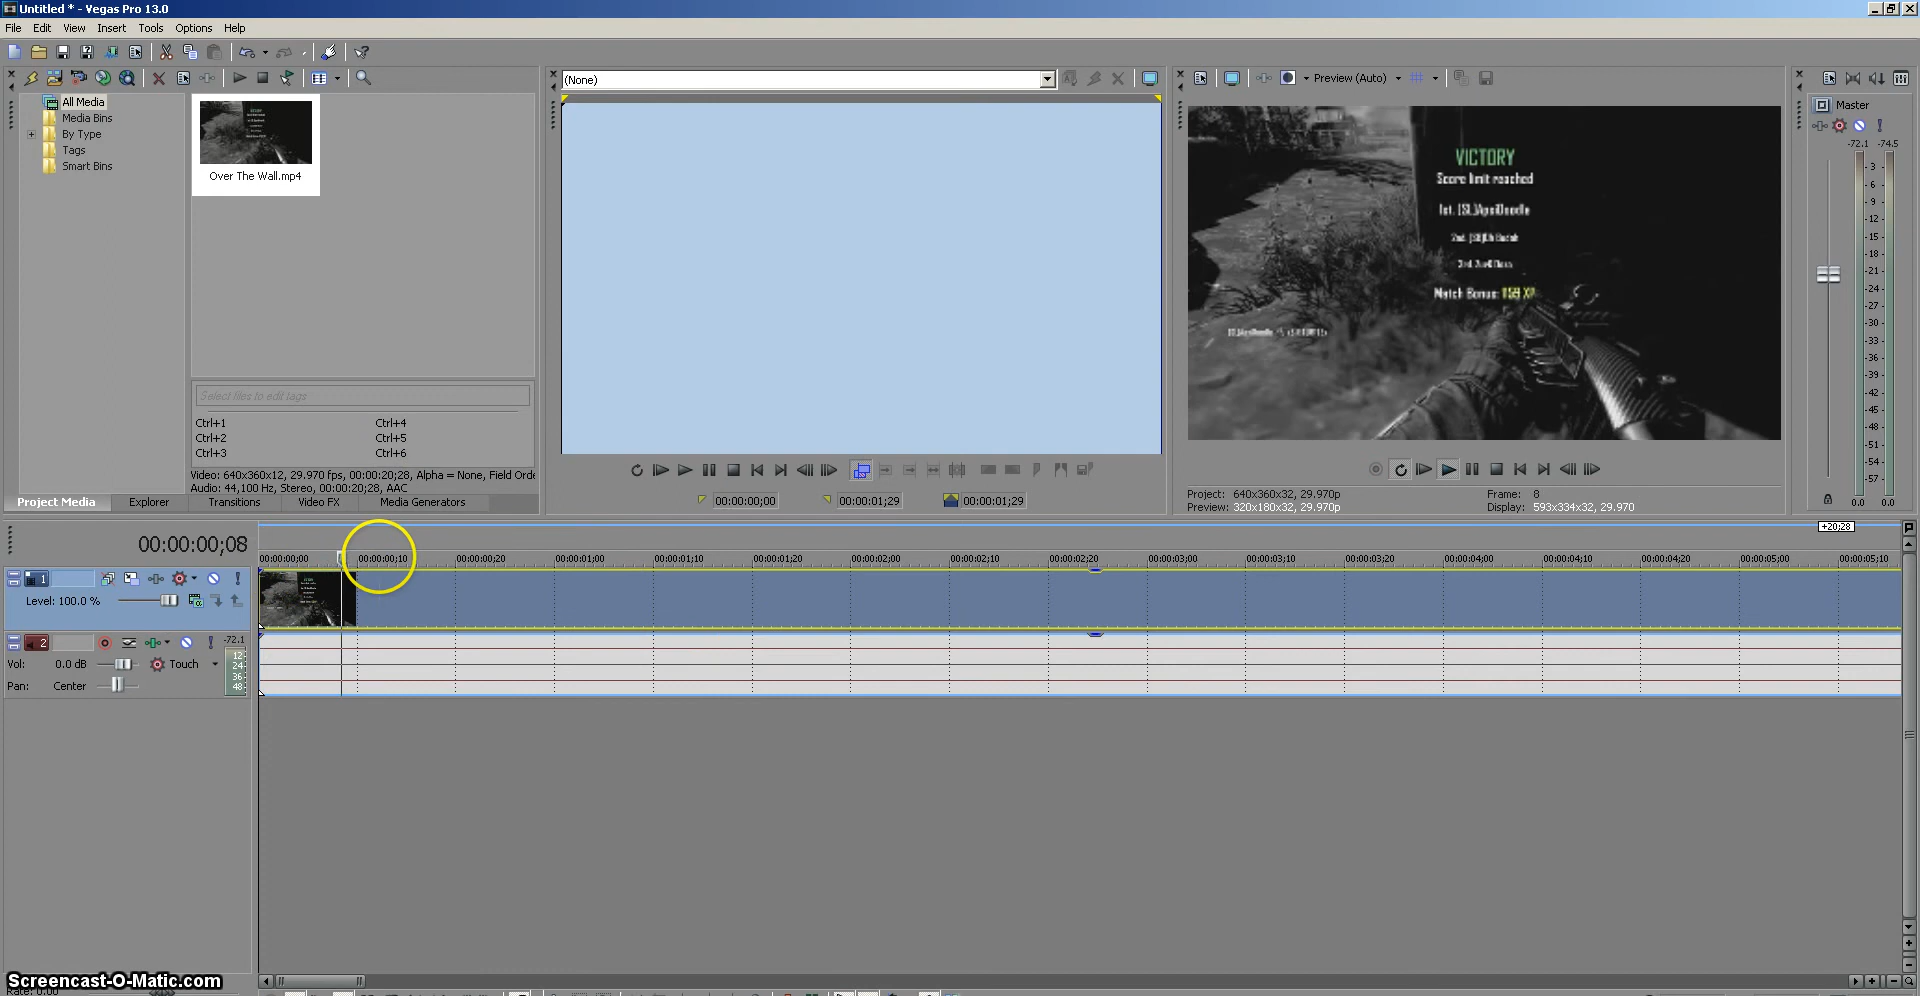 Untitled * - Vegas Pro 13.0
File Edit View Insert Tools Options Help
(None)
Preview (Auto)
Master
All Media
Media Bins
By Type
Tags
Smart Bins
Over The Wall.mp4
-72.1 -74.5
VICTORY
Score limit reached
Match Bonus:
- 3 -
- 6 -
- 9 -
-12-
-15-
-18-
-21-
-24-
-27-
-30-
-33-
-36-
-39-
-42-
-45-
-48-
-51-
-54-
-57-
0.0 0.0
Select files to edit tags
Ctrl+1 Ctrl+4
Ctrl+2 Ctrl+5
Ctrl+3 Ctrl+6
Video: 640x360x12, 29.970 fps, 00:00:20;28, Alpha = None, Field Orde
Audio: 44,100 Hz, Stereo, 00:00:20;28, AAC
Project Media Explorer Transitions Video FX Media Generators
00:00:00;00 00:00:01;29 00:00:01;29
Project: 640x360x32, 29.970p Frame: 8
Preview: 320x180x32, 29.970p Display: 593x334x32, 29.970
+20;28
00:00:00;08
00:00:00;00 00:00:00;10 00:00:00;20 00:00:01;00 00:00:01;10 00:00:01;20 00:00:02;00 00:00:02;10 00:00:02;20 00:00:03;00 00:00:03;10 00:00:03;20 00:00:04;00 00:00:04;10 00:00:04;20 00:00:05;00 00:00:05;10
1
Level: 100.0 %
2
-72.1
Vol: 0.0 dB Touch
Pan: Center
12-
24-
36-
48-
Screencast-O-Matic.com
Rate: 0.00